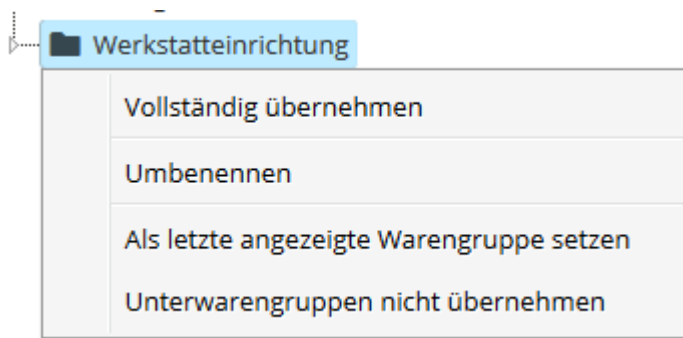 Werkstatteinrichtung
Vollständig übernehmen
Umbenennen
Als letzte angezeigte Warengruppe setzen
Unterwarengruppen nicht übernehmen